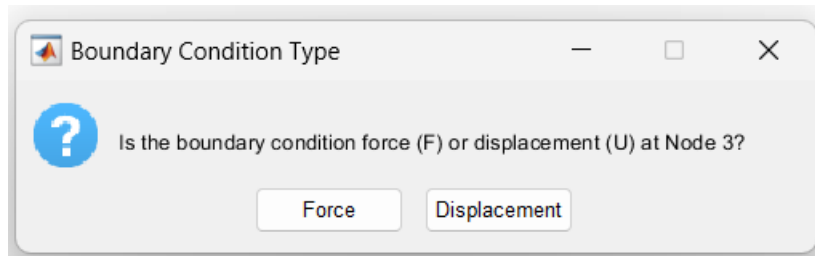 Boundary Condition Type
Is the boundary condition force (F) or displacement (U) at Node 3?
Force
Displacement